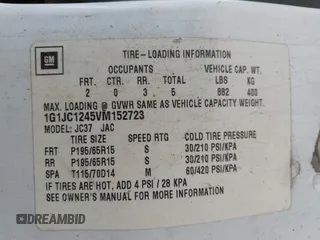 GM
TIRE-LOADING INFORMATION
OCCUPANTS VEHICLE CAP. WT.
FRT. CTR. RR. TOTAL LBS KG
2 0 3 5 882 400
MAX. LOADING @ GVWR SAME AS VEHICLE CAPACITY WEIGHT.
1G1JC1245VM152723
MODEL: JC37 JAC
TIRE SIZE SPEED RTG COLD TIRE PRESSURE
FRT P195/65R15 S 30/210 PSI/KPA
RR P195/65R15 S 30/210 PSI/KPA
SPA T115/70D14 M 60/420 PSI/KPA
IF TIRES ARE HOT, ADD 4 PSI / 28 KPA
SEE OWNER'S MANUAL FOR MORE INFORMATION
DREAMBID